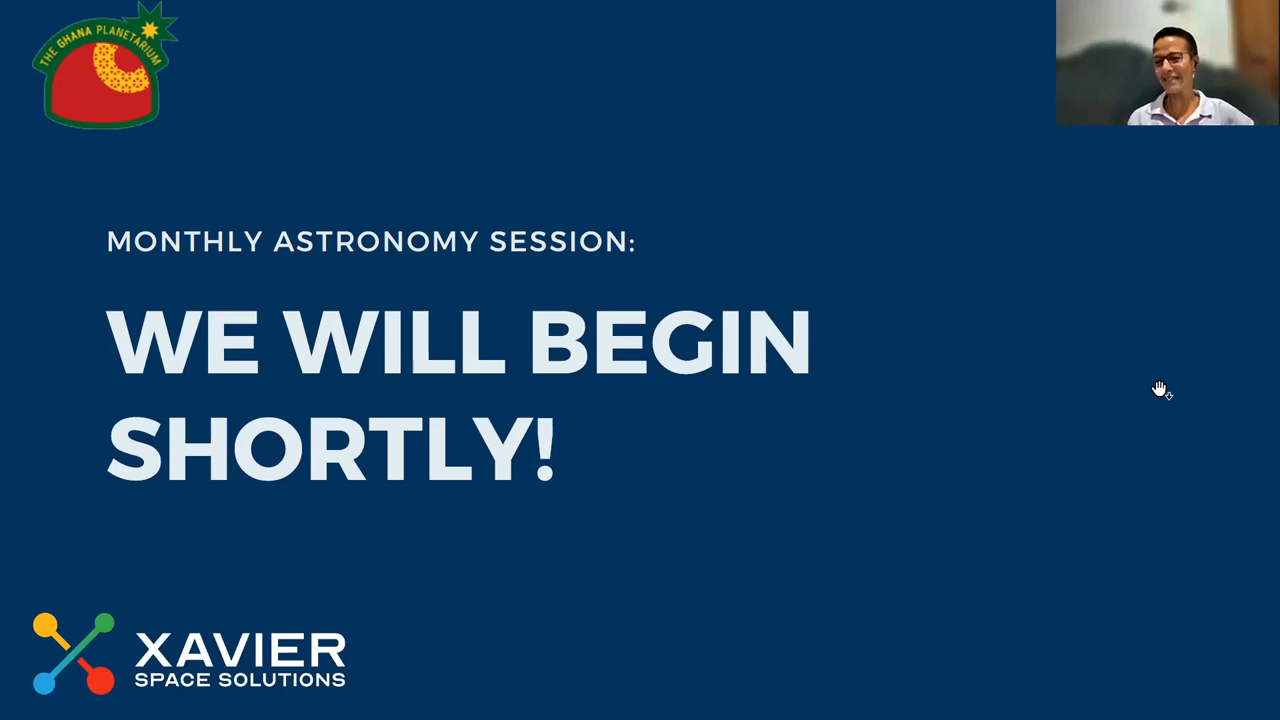 THE GHANA PLANETARIUM
MONTHLY ASTRONOMY SESSION:
WE WILL BEGIN
SHORTLY!
XAVIER
SPACE SOLUTIONS